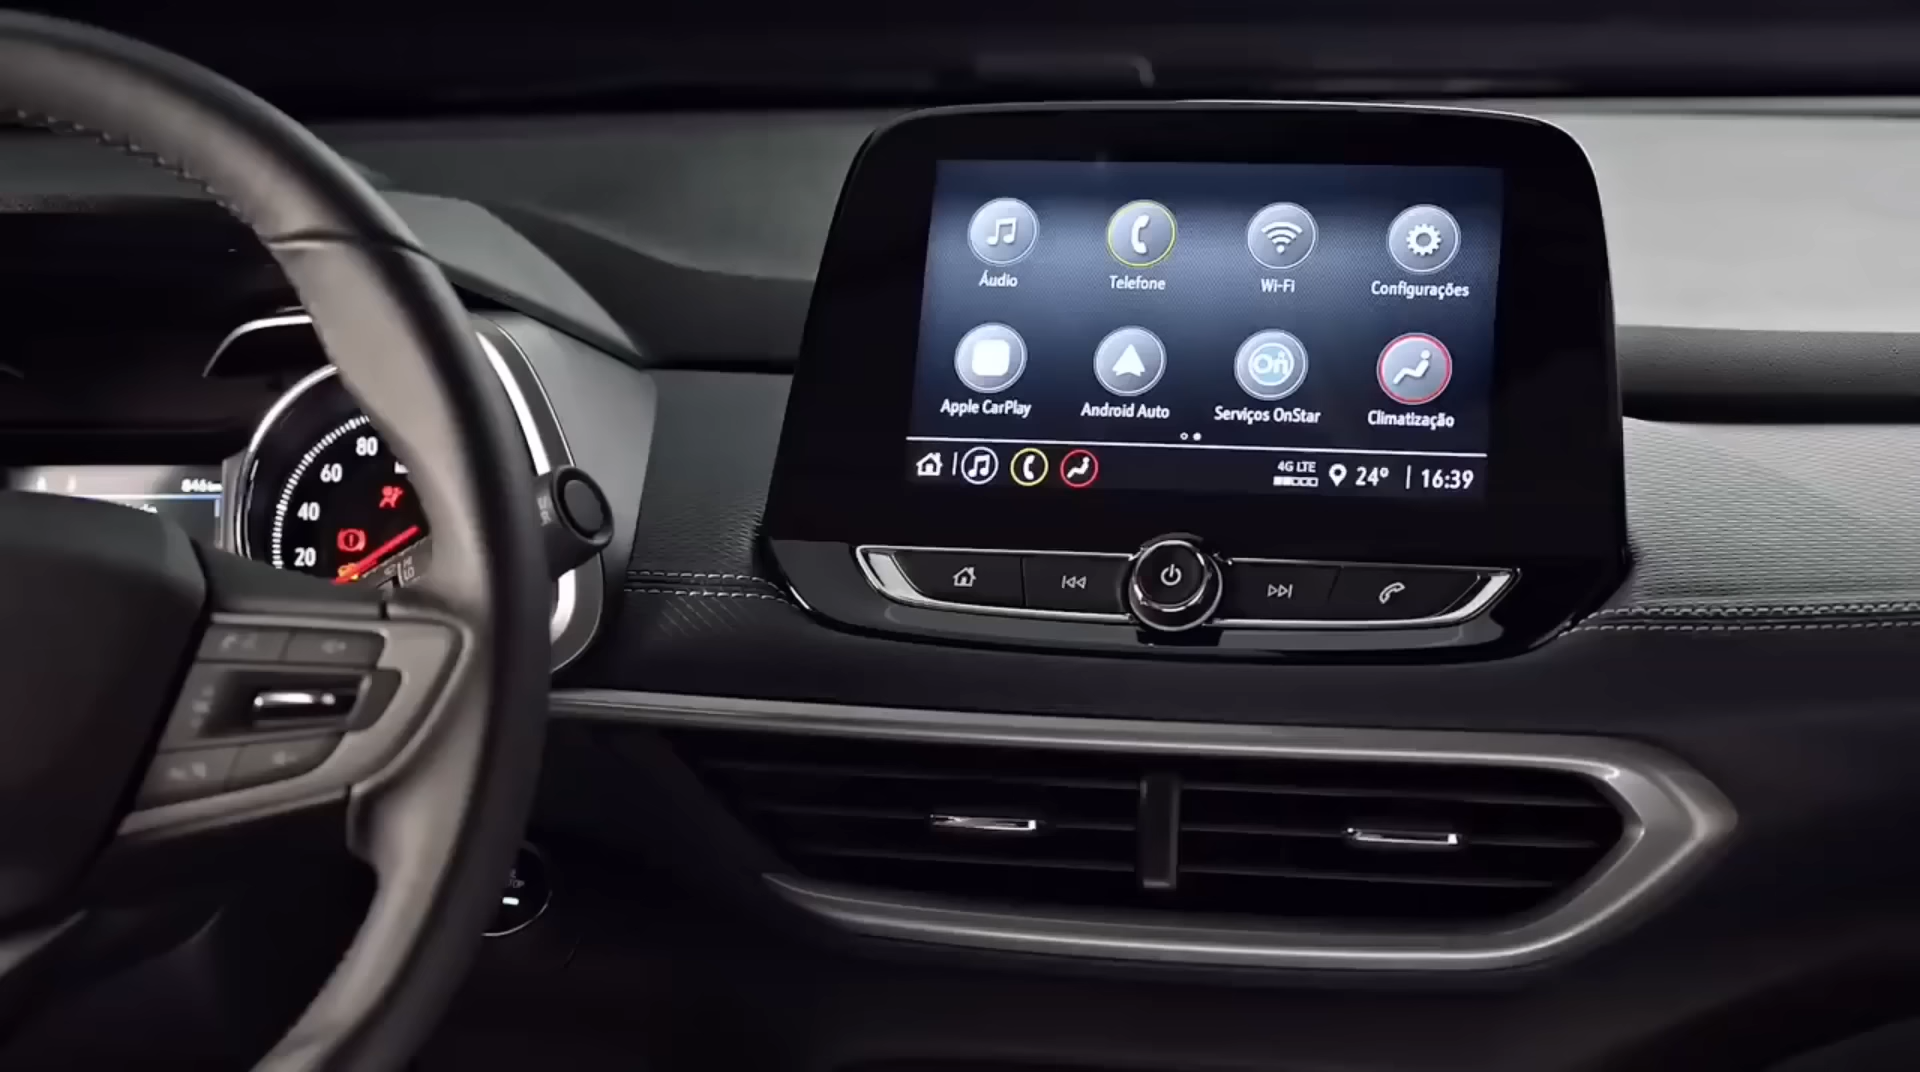 Áudio
Telefone
Wi-Fi
Configurações
Apple CarPlay
Android Auto
On
Serviços OnStar
Climatização
4G LTE
24°
16:39
80
60
40
20